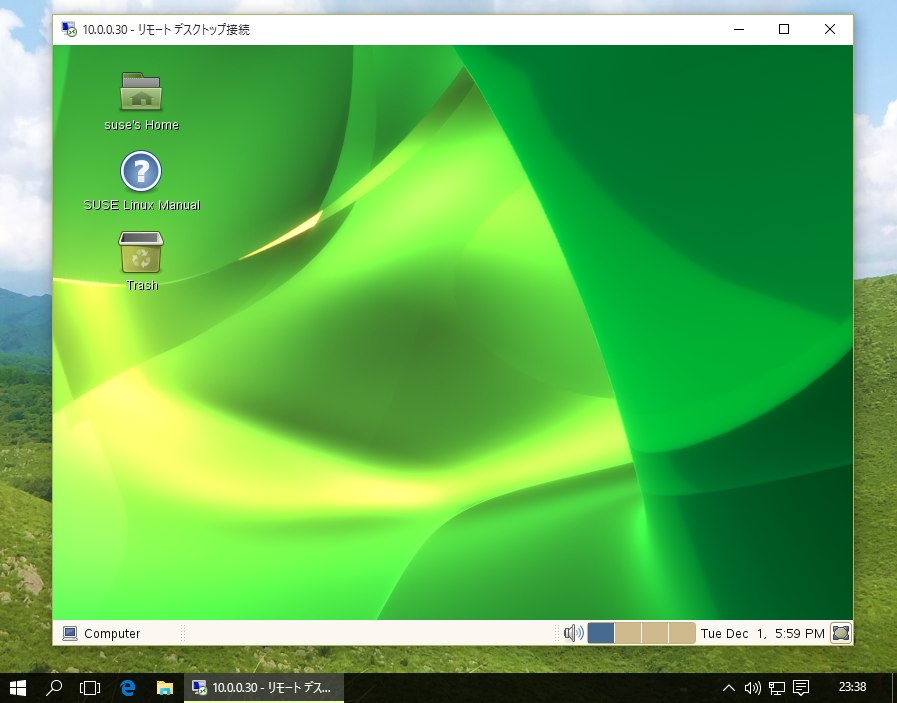 10.0.0.30 - リモート デスクトップ接続
suse's Home
SUSE Linux Manual
Trash
Computer
Tue Dec 1, 5:59 PM
10.0.0.30 - リモート デス...
23:38